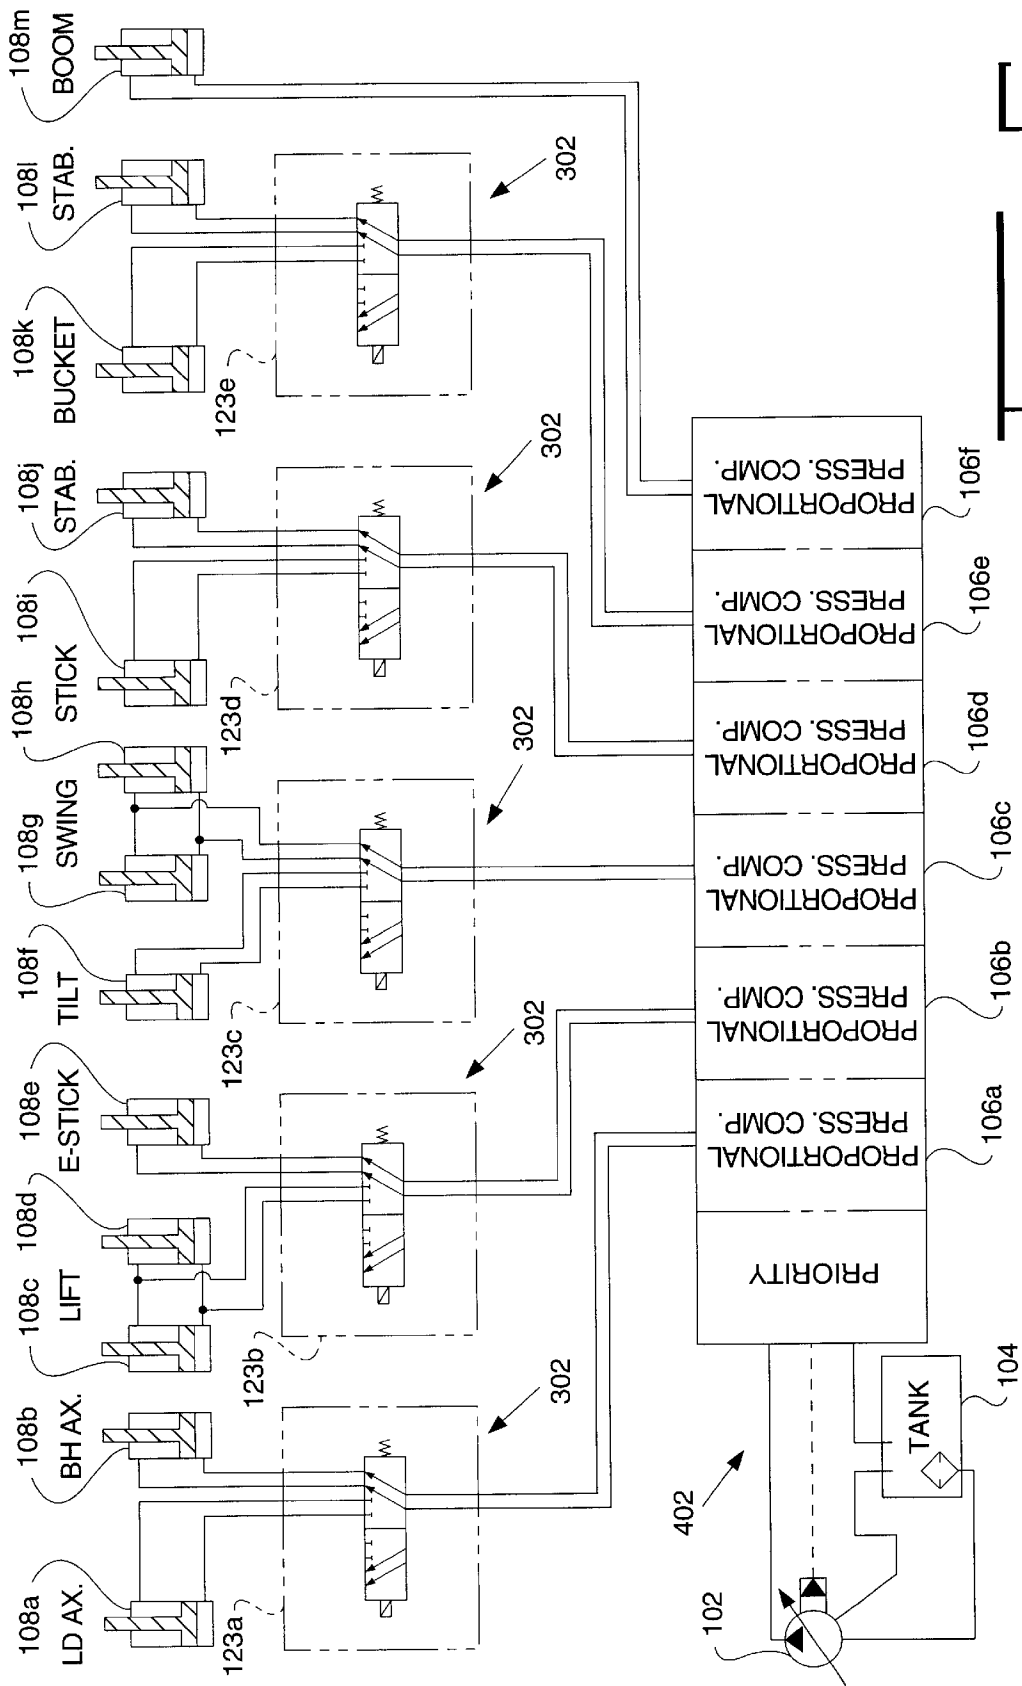 108a
LD AX.
108b
BH AX.
108c
LIFT
108d
108e
E-STICK
108f
TILT
108g
SWING
108h
108i
STICK
108j
STAB.
108k
BUCKET
108l
STAB.
108m
BOOM
123a
302
123b
302
123c
302
123d
302
123e
302
102
402
TANK
104
PRIORITY
PROPORTIONAL
PRESS. COMP.
106a
PROPORTIONAL
PRESS. COMP.
106b
PROPORTIONAL
PRESS. COMP.
106c
PROPORTIONAL
PRESS. COMP.
106d
PROPORTIONAL
PRESS. COMP.
106e
PROPORTIONAL
PRESS. COMP.
106f